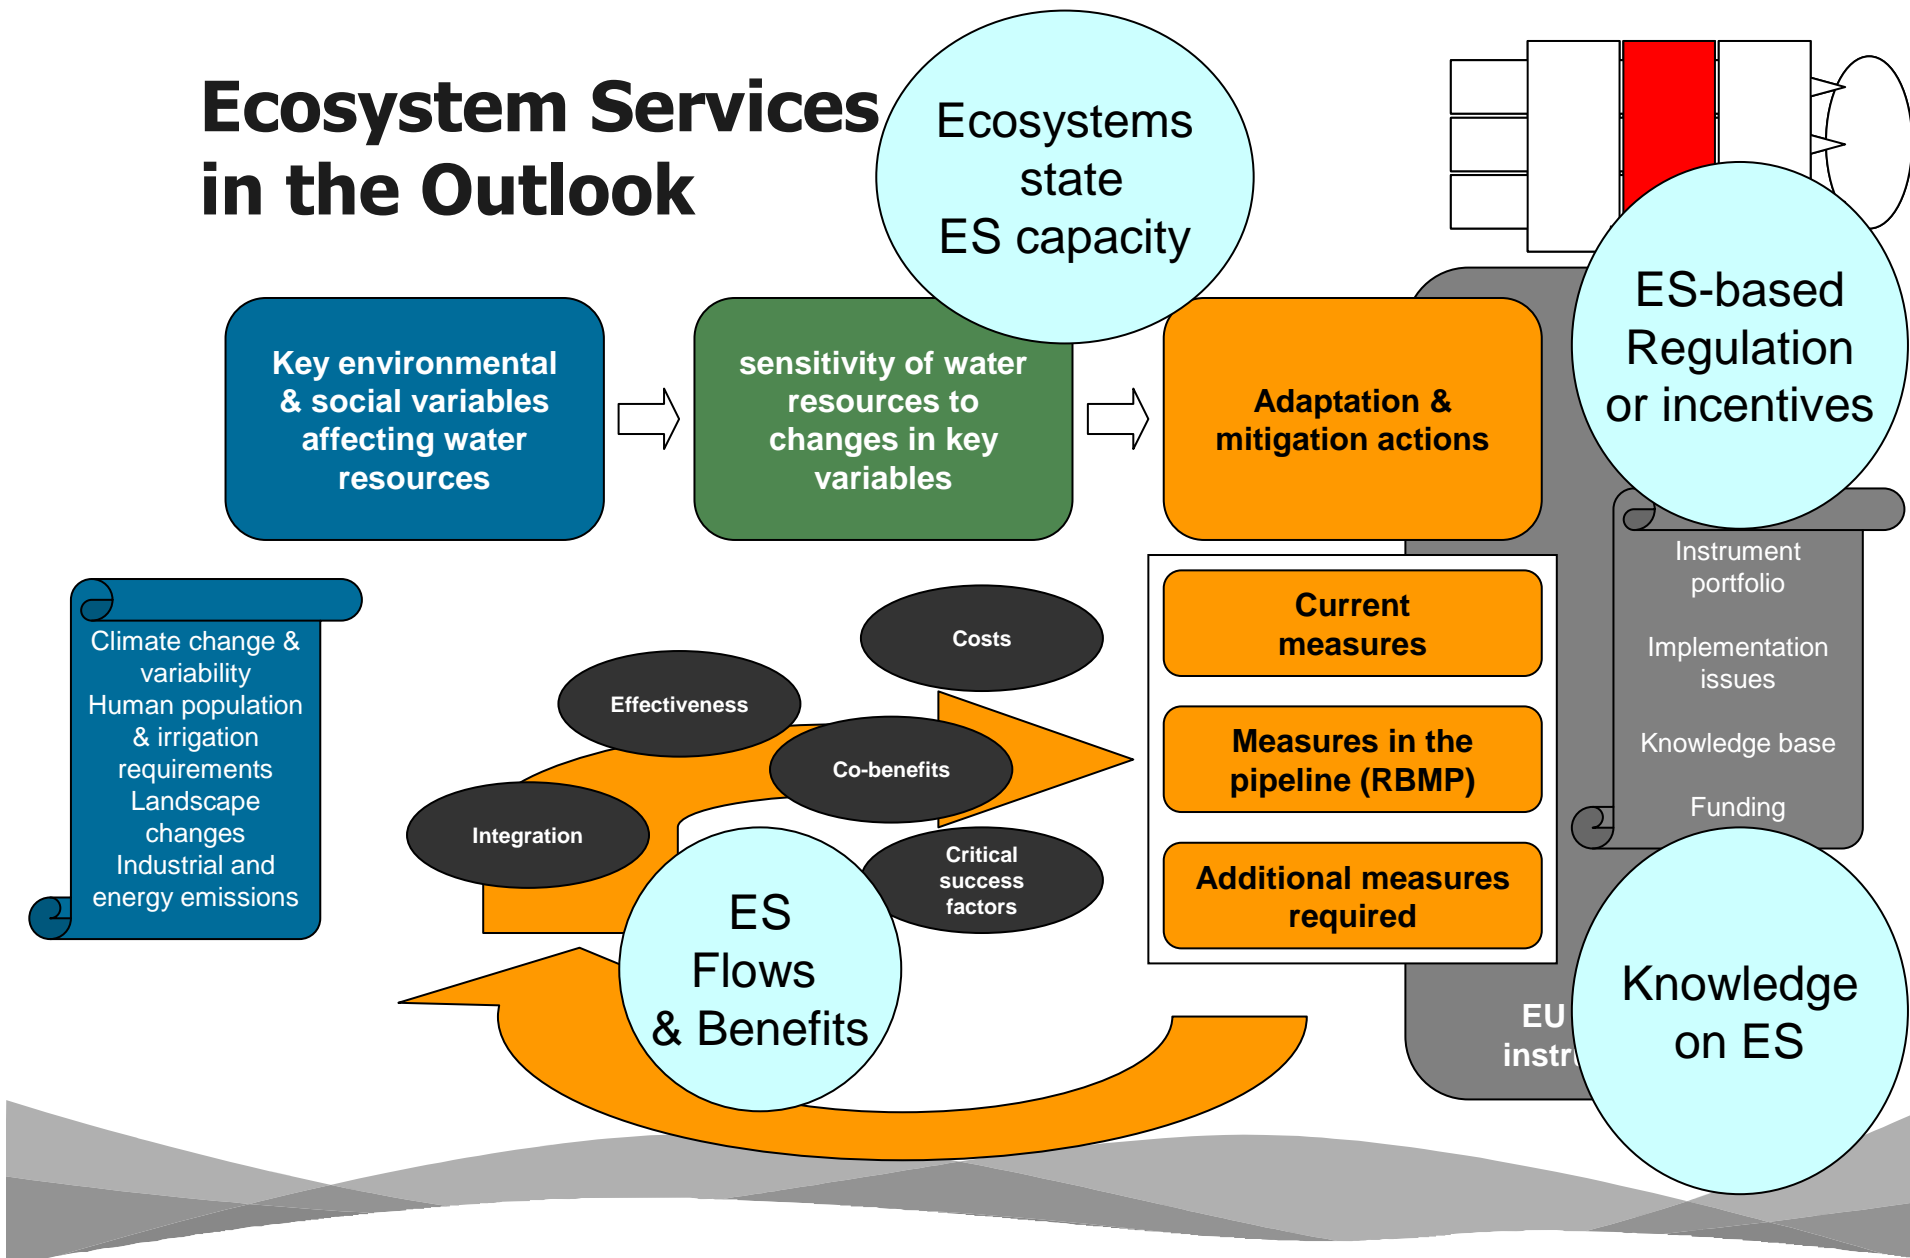 Ecosystem Services
in the Outlook
Ecosystems
state
ES capacity
ES-based
Regulation
or incentives
Key environmental
& social variables
affecting water
resources
sensitivity of water
resources to
changes in key
variables
Adaptation &
mitigation actions
Climate change &
variability
Human population
& irrigation
requirements
Landscape
changes
Industrial and
energy emissions
Costs
Effectiveness
Co-benefits
Integration
Critical
success
factors
ES
Flows
& Benefits
Current
measures
Measures in the
pipeline (RBMP)
Additional measures
required
Instrument
portfolio
Implementation
issues
Knowledge base
Funding
EU
Knowledge
on ES